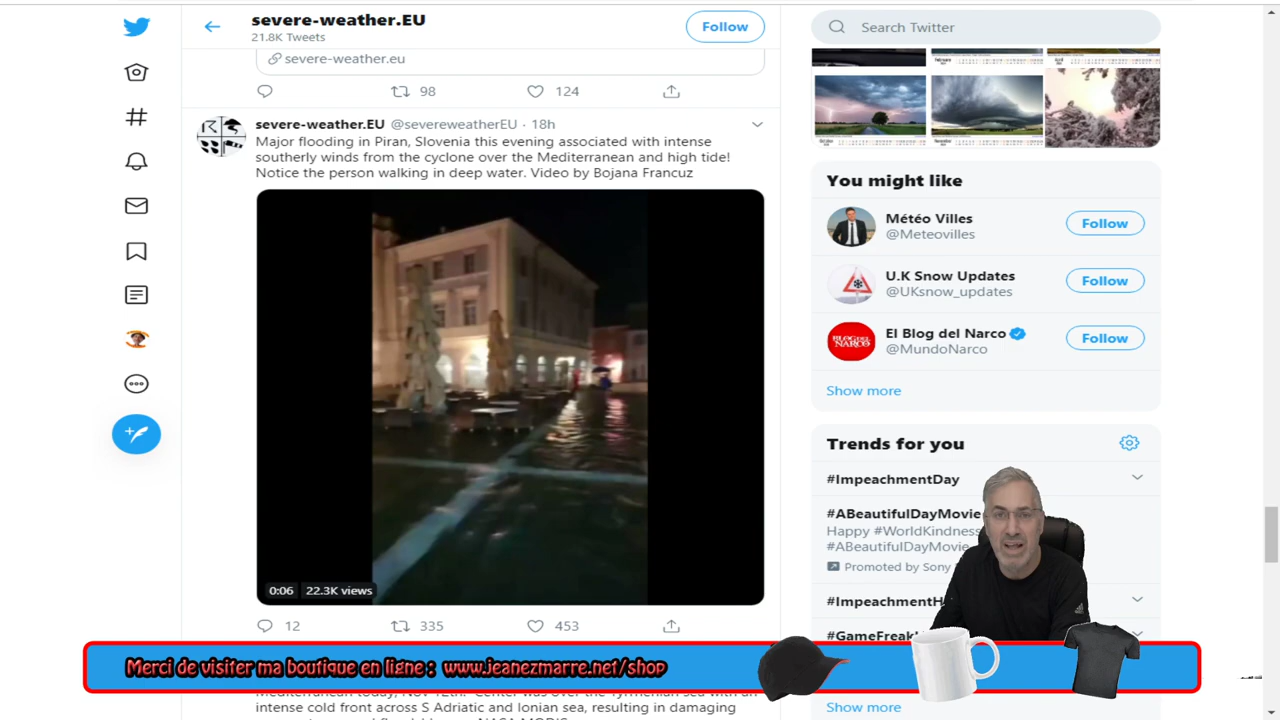 severe-weather.EU
21.8K Tweets
Follow
Search Twitter
severe-weather.eu
98
124
severe-weather.EU @severeweatherEU · 18h
Major flooding in Piran, Slovenia this evening associated with intense
southerly winds from the cyclone over the Mediterranean and high tide!
Notice the person walking in deep water. Video by Bojana Francuz
0:06
22.3K views
12
335
453
You might like
Météo Villes
@Meteovilles
Follow
U.K Snow Updates
@UKsnow_updates
Follow
BLOG DEL NARCO
El Blog del Narco
@MundoNarco
Follow
Show more
Trends for you
#ImpeachmentDay
#ABeautifulDayMovie
Happy #WorldKindness
#ABeautifulDayMovie
Promoted by Sony
#ImpeachmentH
#GameFreak
Merci de visiter ma boutique en ligne : www.jeanezmarre.net/shop
intense cold front across S Adriatic and Ionian sea, resulting in damaging
Show more